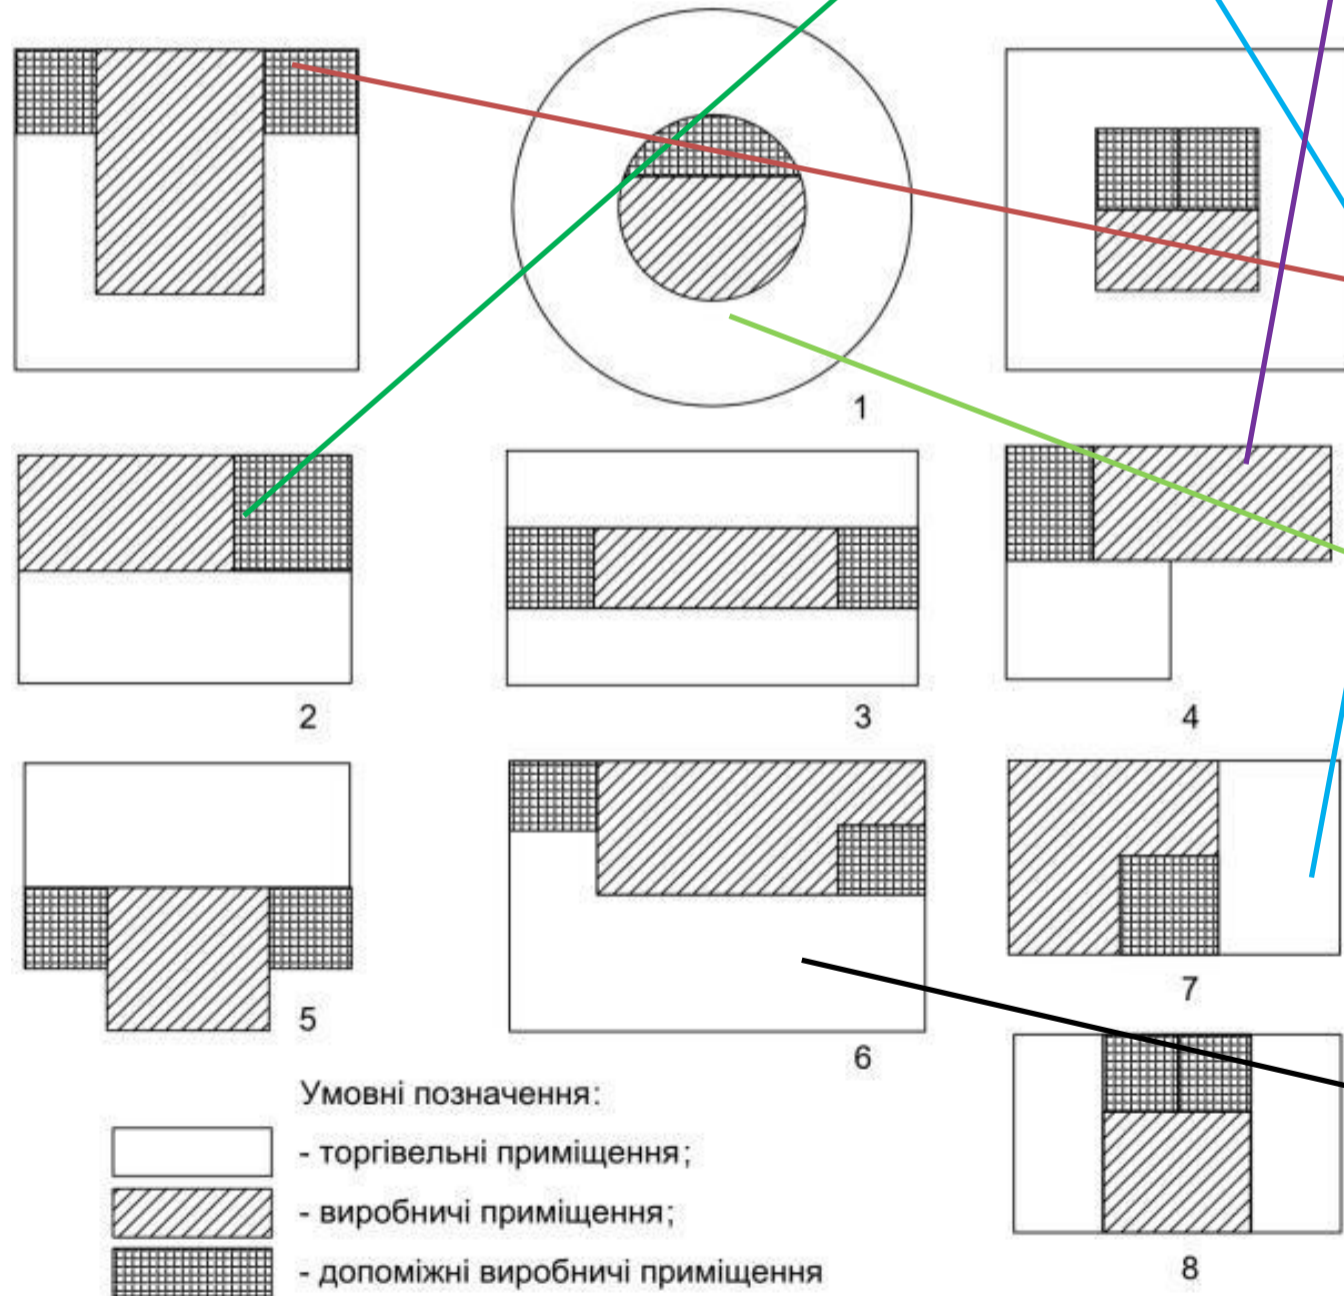 1
2
3
4
5
6
7
8
Умовні позначення:
- торгівельні приміщення;
- виробничі приміщення;
- допоміжні виробничі приміщення